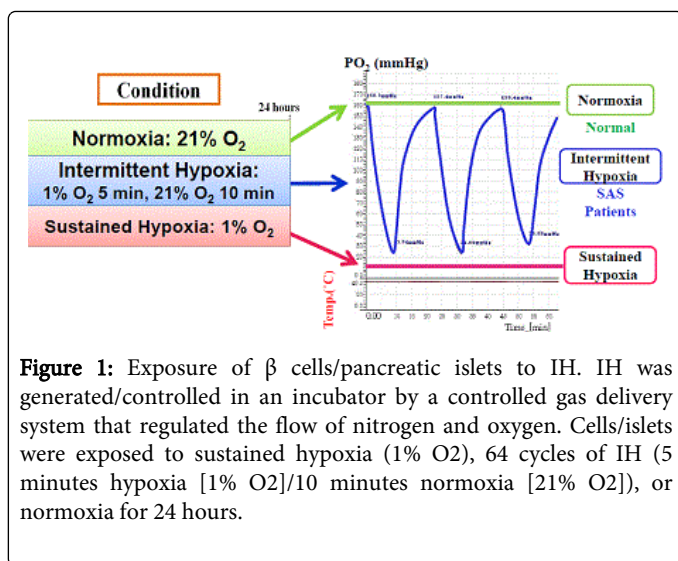 Condition
24 hours
Normoxia: 21% O₂
Intermittent Hypoxia:
1% O₂ 5 min, 21% O₂ 10 min
Sustained Hypoxia: 1% O₂
PO₂ (mmHg)
Temp.(°C)
Time_[min]
Normoxia
Normal
Intermittent
Hypoxia
SAS
Patients
Sustained
Hypoxia
Figure 1: Exposure of β cells/pancreatic islets to IH. IH was
generated/controlled in an incubator by a controlled gas delivery
system that regulated the flow of nitrogen and oxygen. Cells/islets
were exposed to sustained hypoxia (1% O2), 64 cycles of IH (5
minutes hypoxia [1% O2]/10 minutes normoxia [21% O2]), or
normoxia for 24 hours.